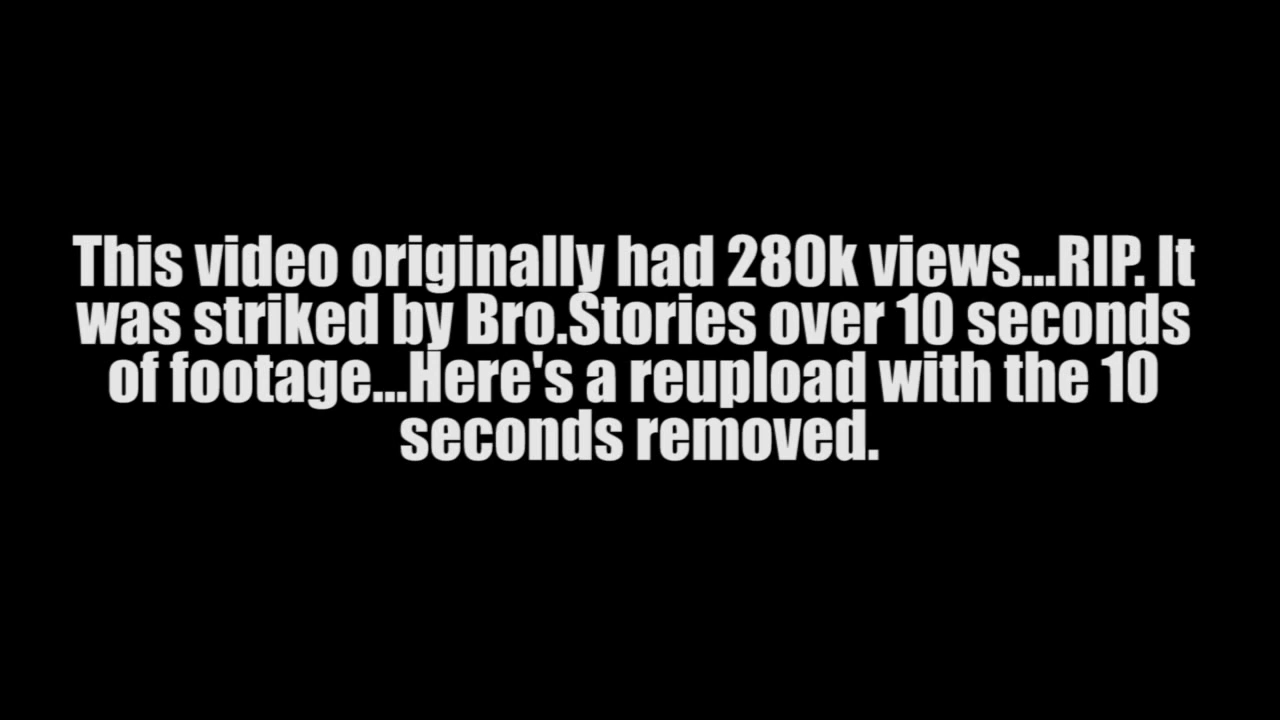 This video originally had 280k views...RIP. It
was striked by Bro.Stories over 10 seconds
of footage...Here's a reupload with the 10
seconds removed.